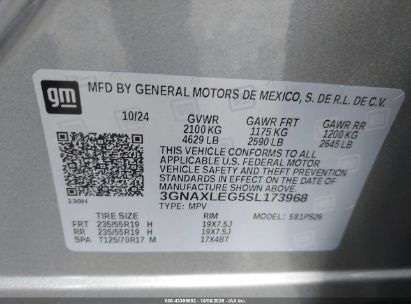 gm
MFD BY GENERAL MOTORS DE MEXICO, S. DE R.L. DE C.V.
10/24 GVWR GAWR FRT GAWR RR
2100 KG 1175 KG 1200 KG
4629 LB 2590 LB 2645 LB
THIS VEHICLE CONFORMS TO ALL
APPLICABLE U.S. FEDERAL MOTOR
VEHICLE SAFETY AND THEFT PREVENTION
STANDARDS IN EFFECT ON THE DATE OF
MANUFACTURE SHOWN ABOVE.
130H 3GNAXLEG5SL173968
TYPE: MPV MODEL: 581PS26
TIRE SIZE RIM
FRT 235/55R19 H 19X7.5J
RR 235/55R19 H 19X7.5J
SPA T125/70R17 M 17X4BT